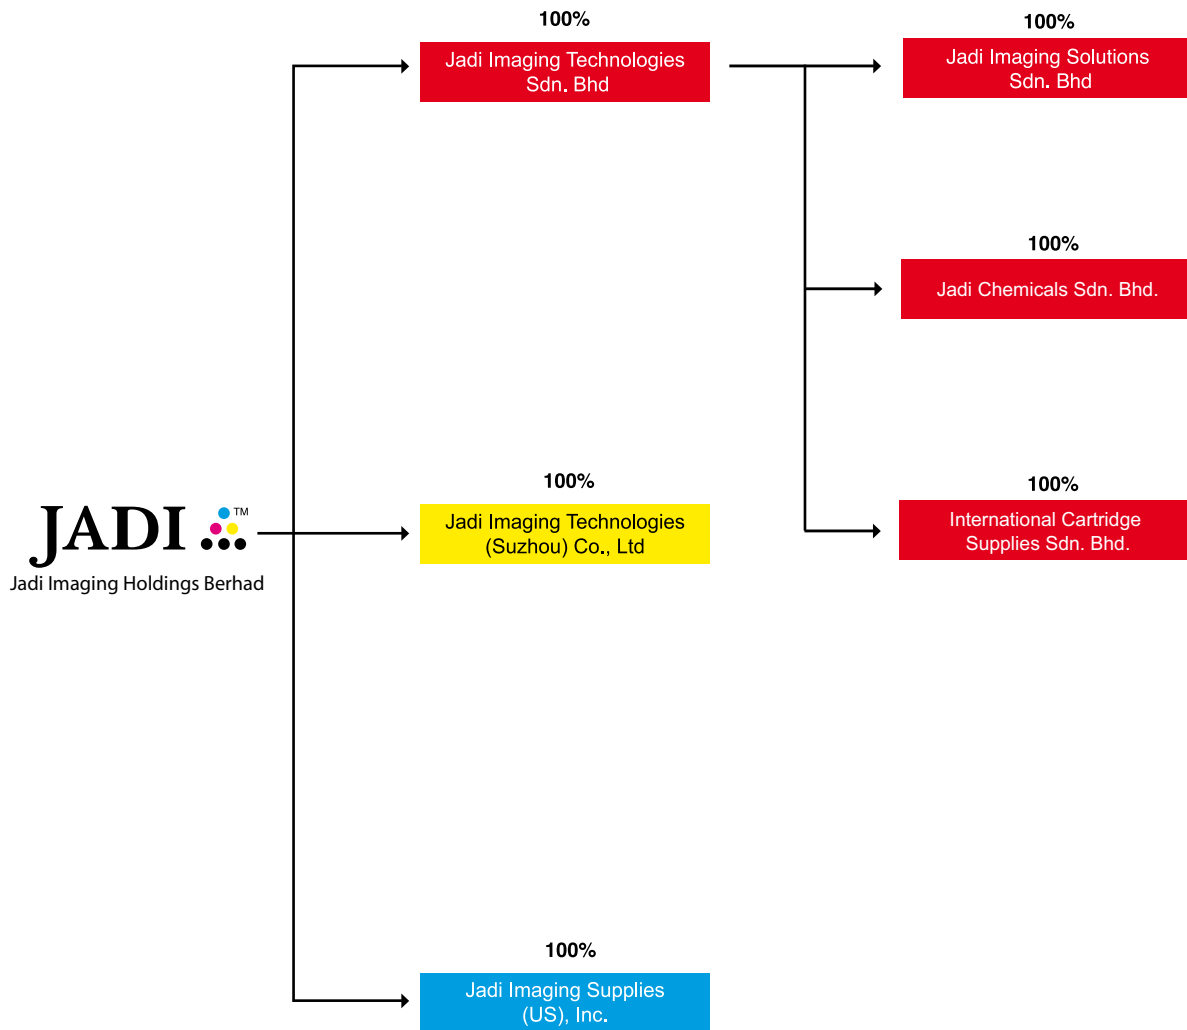 100%
Jadi Imaging Technologies
Sdn. Bhd
100%
Jadi Imaging Solutions
Sdn. Bhd
100%
Jadi Chemicals Sdn. Bhd.
100%
International Cartridge
Supplies Sdn. Bhd.
JADI TM
Jadi Imaging Holdings Berhad
100%
Jadi Imaging Technologies
(Suzhou) Co., Ltd
100%
Jadi Imaging Supplies
(US), Inc.